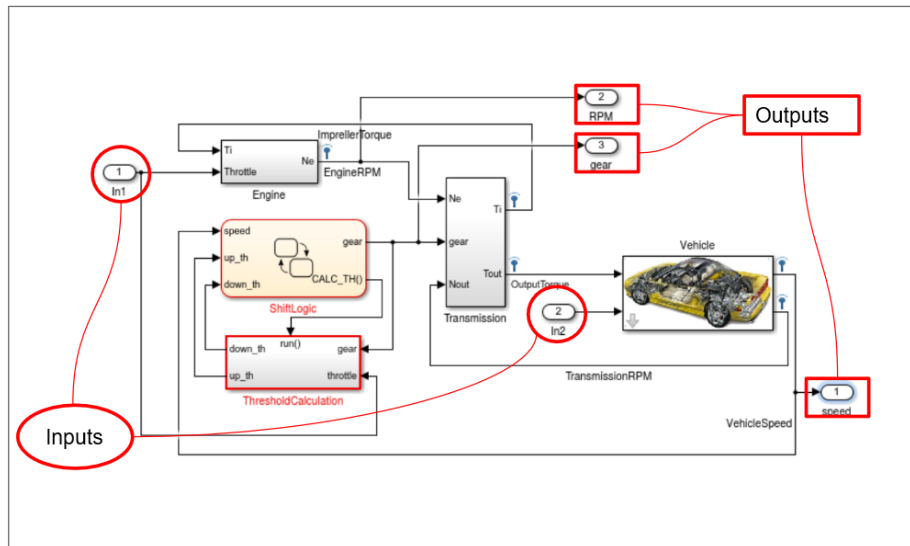 2
RPM
Outputs
ImprellerTorque
3
gear
1
In1
Ti
Throttle
Ne
Engine
EngineRPM
Ne
Ti
gear
Tout
Nout
Transmission
OutputTorque
speed
up_th
down_th
gear
CALC_TH()
ShiftLogic
Vehicle
2
In2
run()
down_th
gear
up_th
throttle
ThresholdCalculation
TransmissionRPM
1
speed
VehicleSpeed
Inputs